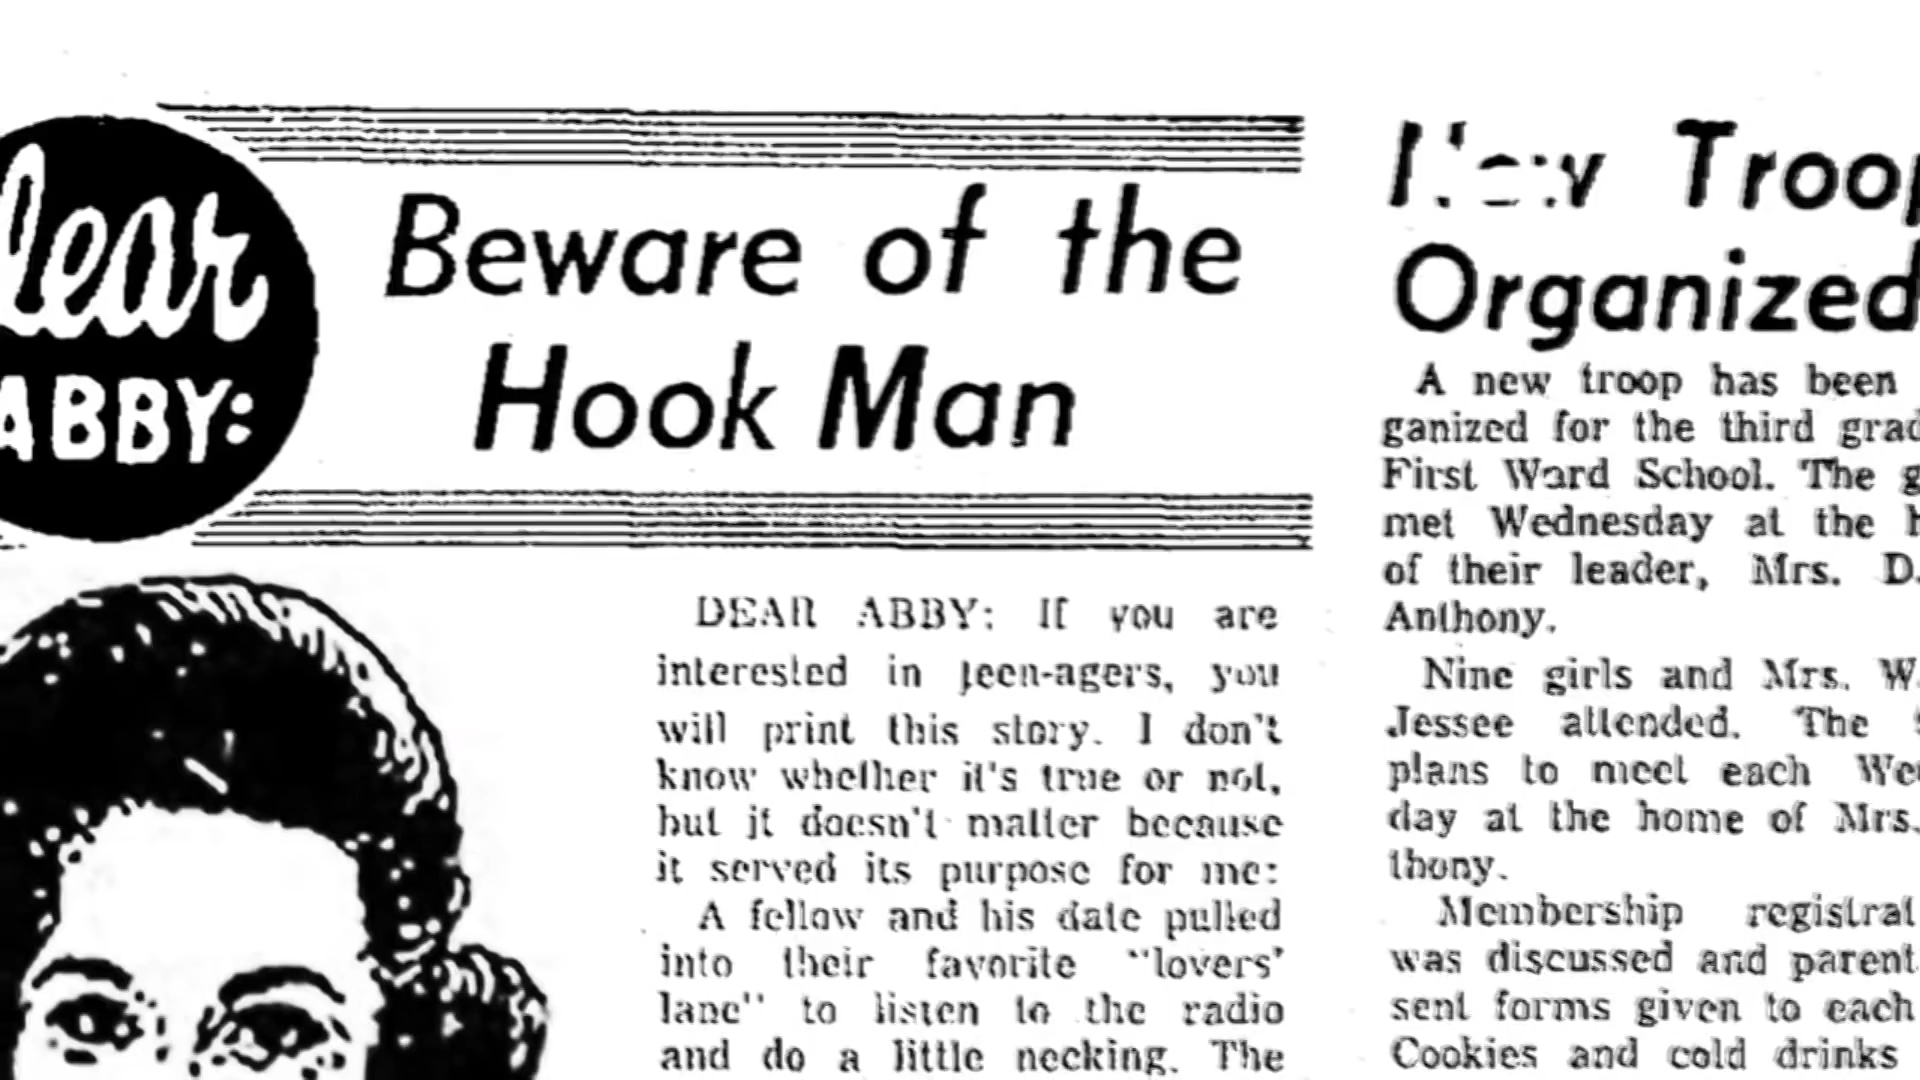 Dear
ABBY:
Beware of the
Hook Man
DEAR ABBY: If you are
interested in teen-agers, you
will print this story. I don't
know whether it's true or not,
but it doesn't matter because
it served its purpose for me:
A fellow and his date pulled
into their favorite "lovers'
lane" to listen to the radio
and do a little necking. The
New Troop
Organized
A new troop has been
ganized for the third grad
First Ward School. The g
met Wednesday at the h
of their leader, Mrs. D.
Anthony.
Nine girls and Mrs. W.
Jessee attended. The
plans to meet each Wed
day at the home of Mrs.
thony.
Membership registrat
was discussed and parent
sent forms given to each
Cookies and cold drinks